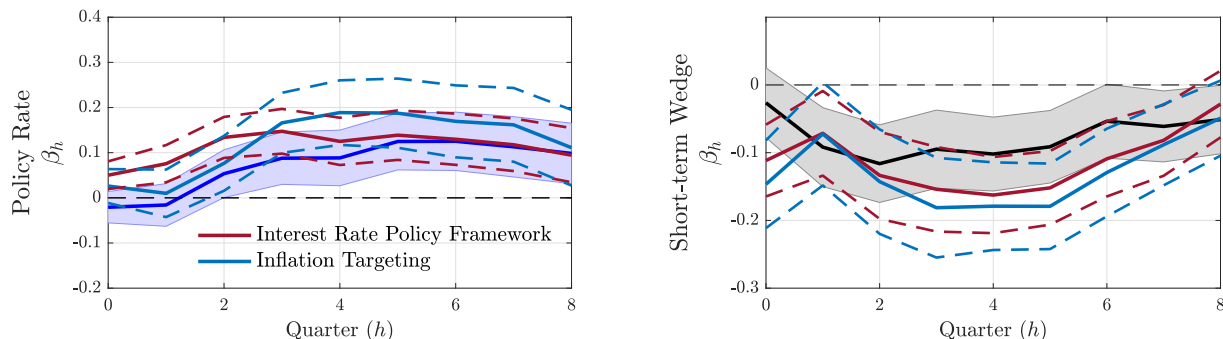 Policy Rate
β_h
0.4
0.3
0.2
0.1
0
-0.1
-0.2
Interest Rate Policy Framework
Inflation Targeting
0 2 4 6 8
Quarter (h)
Short-term Wedge
β_h
0
-0.1
-0.2
-0.3
0 2 4 6 8
Quarter (h)